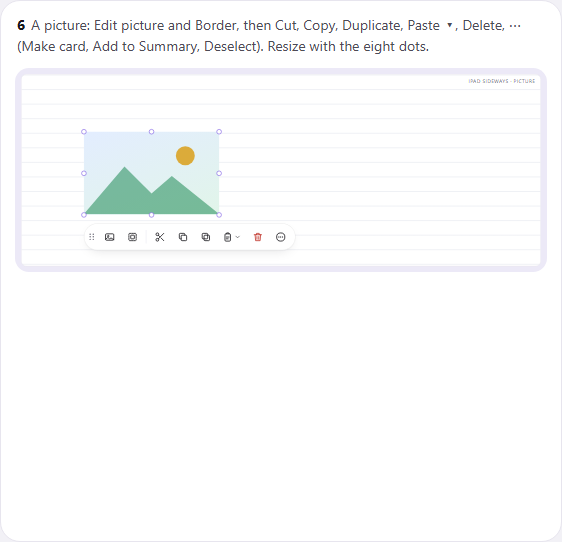 6 A picture: Edit picture and Border, then Cut, Copy, Duplicate, Paste ▾, Delete, ···
(Make card, Add to Summary, Deselect). Resize with the eight dots.
IPAD SIDEWAYS · PICTURE